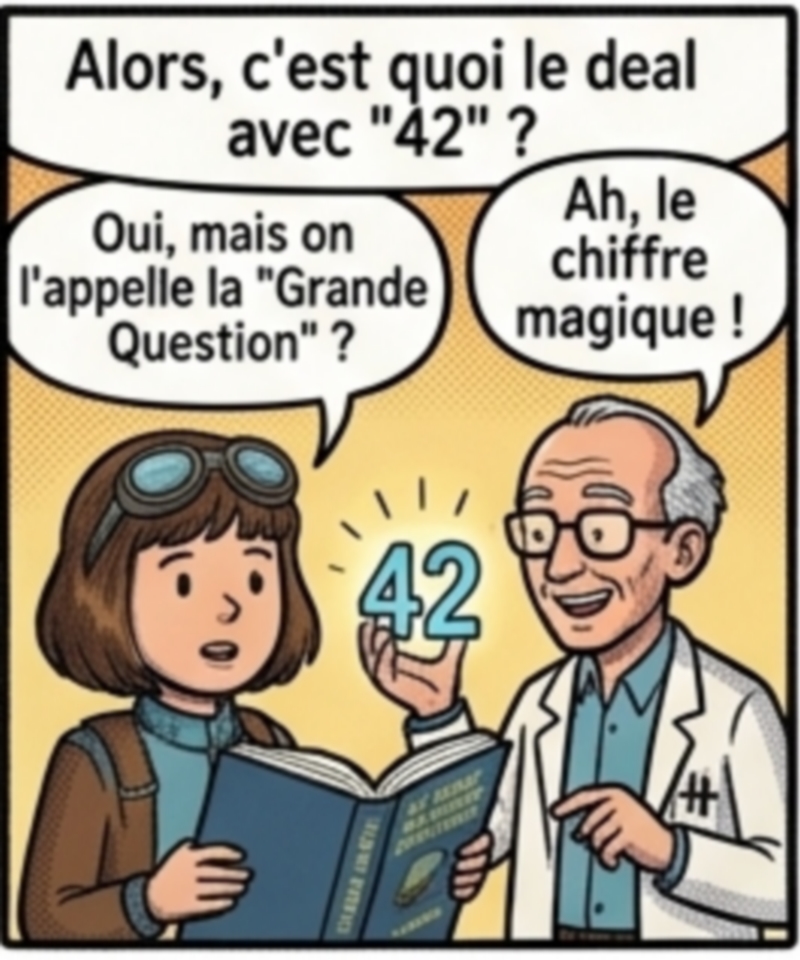 Alors, c'est quoi le deal
avec "42" ?
Oui, mais on
l'appelle la "Grande
Question" ?
Ah, le
chiffre
magique !
42